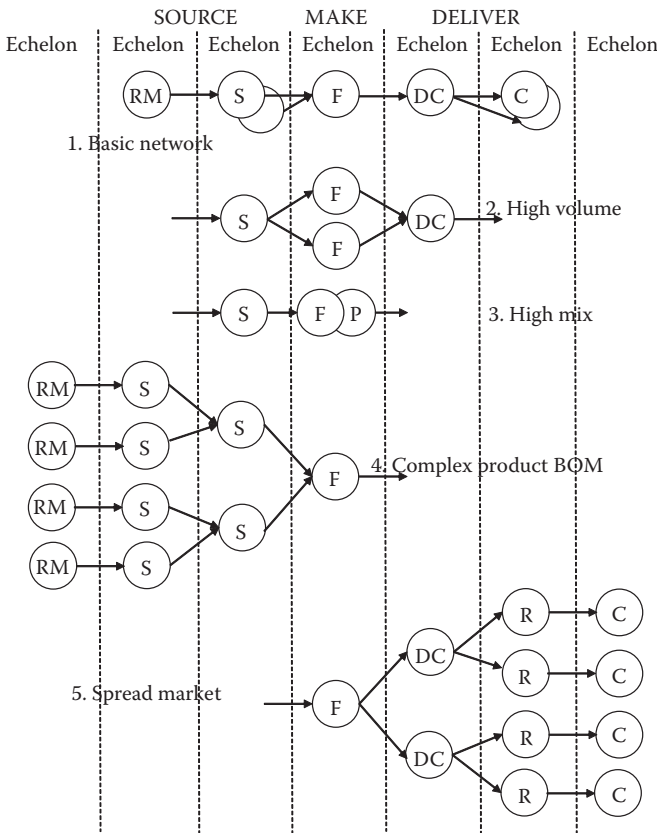 SOURCE MAKE DELIVER
Echelon Echelon Echelon Echelon Echelon Echelon Echelon
RM S F DC C
1. Basic network
F
S DC 2. High volume
F
S F P 3. High mix
RM S
S
RM S
F 4. Complex product BOM
RM S
S
RM S
R C
DC
R C
5. Spread market F
R C
DC
R C